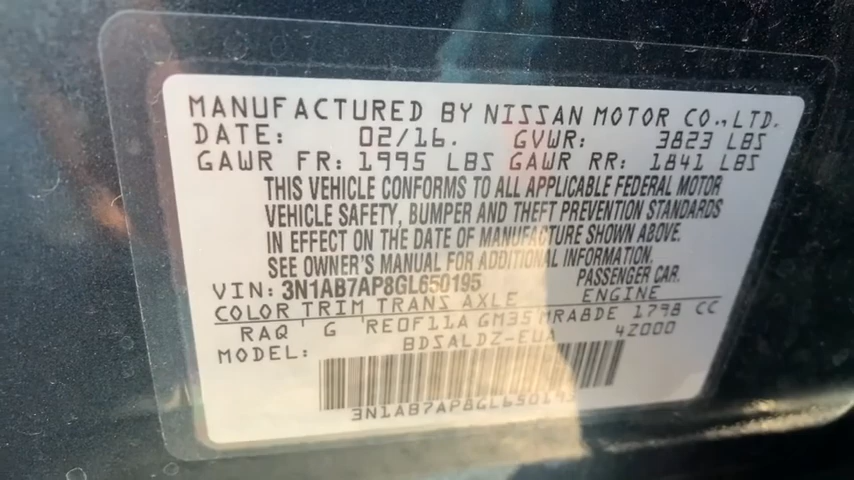 MANUFACTURED BY NISSAN MOTOR CO.,LTD.
DATE: 02/16. GVWR: 3823 LBS
GAWR FR: 1995 LBS GAWR RR: 1841 LBS
THIS VEHICLE CONFORMS TO ALL APPLICABLE FEDERAL MOTOR
VEHICLE SAFETY, BUMPER AND THEFT PREVENTION STANDARDS
IN EFFECT ON THE DATE OF MANUFACTURE SHOWN ABOVE.
SEE OWNER'S MANUAL FOR ADDITIONAL INFORMATION.
VIN: 3N1AB7AP8GL650195 PASSENGER CAR.
COLOR TRIM TRANS AXLE ENGINE
RAQ G RE0F11A GM35 MRA8DE 1798 CC
MODEL: BDSALDZ-EUA 42000
3N1AB7AP8GL650195